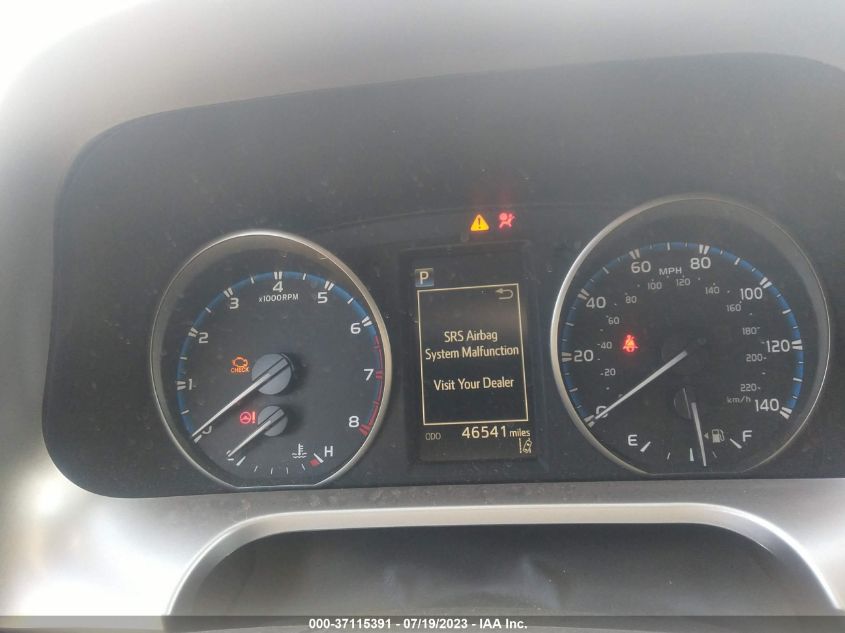 4
3
5
x1000RPM
2
6
CHECK
1
7
0
8
H
P
SRS Airbag
System Malfunction
Visit Your Dealer
ODO 46541 miles
60 MPH 80
100 120
80 140
40 100
60 160
40 180
20 120
20 200
220
0 km/h 140
E F
000-37115391 - 07/19/2023 - IAA Inc.